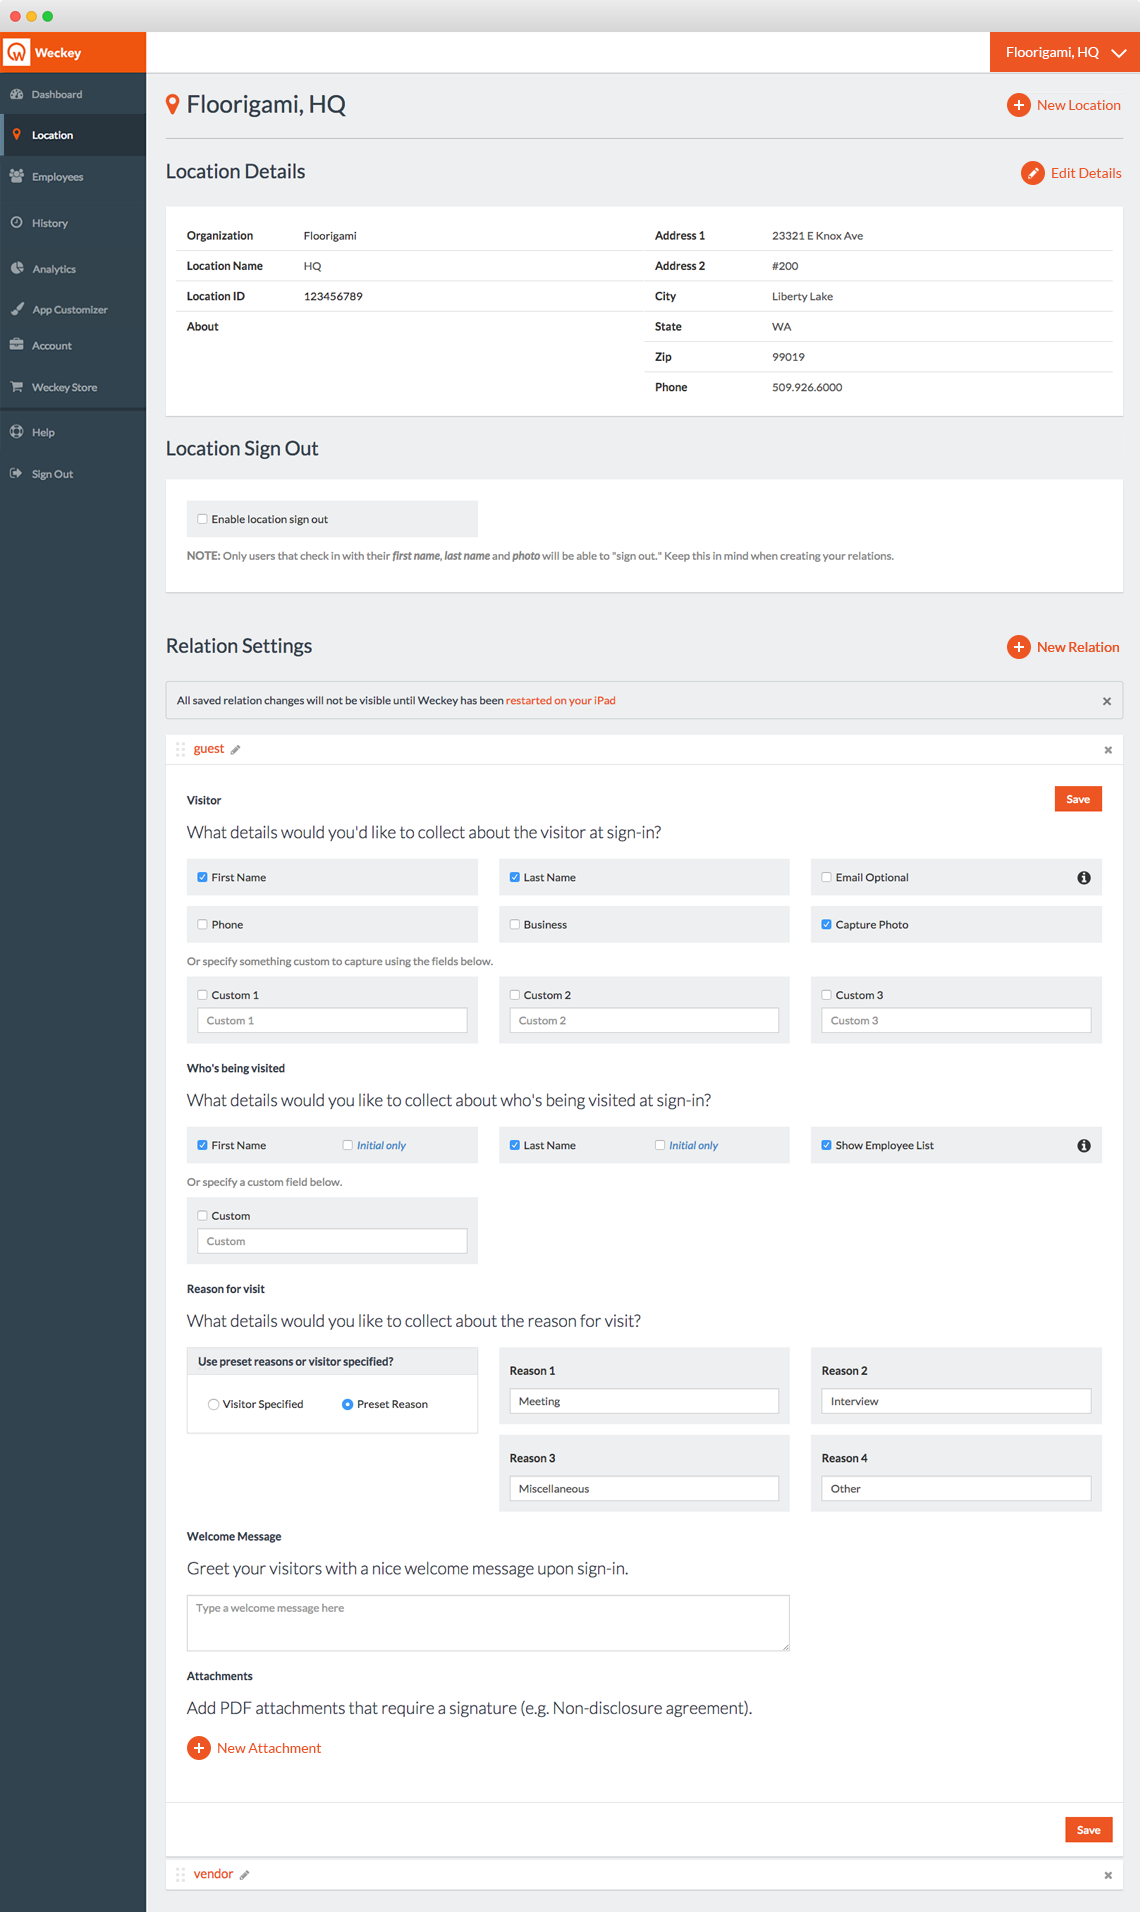 Weckey
Floorigami, HQ
Dashboard
Location
Employees
History
Analytics
App Customizer
Account
Weckey Store
Help
Sign Out
Floorigami, HQ
New Location
Location Details
Edit Details
Organization Floorigami
Location Name HQ
Location ID 123456789
About
Address 1 23321 E Knox Ave
Address 2 #200
City Liberty Lake
State WA
Zip 99019
Phone 509.926.6000
Location Sign Out
Enable location sign out
NOTE: Only users that check in with their first name, last name and photo will be able to "sign out." Keep this in mind when creating your relations.
Relation Settings
New Relation
All saved relation changes will not be visible until Weckey has been restarted on your iPad
guest
Visitor
Save
What details would you'd like to collect about the visitor at sign-in?
First Name Last Name Email Optional
Phone Business Capture Photo
Or specify something custom to capture using the fields below.
Custom 1 Custom 2 Custom 3
Custom 1 Custom 2 Custom 3
Who's being visited
What details would you like to collect about who's being visited at sign-in?
First Name Initial only Last Name Initial only Show Employee List
Or specify a custom field below.
Custom
Custom
Reason for visit
What details would you like to collect about the reason for visit?
Use preset reasons or visitor specified?
Visitor Specified Preset Reason
Reason 1 Reason 2
Meeting Interview
Reason 3 Reason 4
Miscellaneous Other
Welcome Message
Greet your visitors with a nice welcome message upon sign-in.
Type a welcome message here
Attachments
Add PDF attachments that require a signature (e.g. Non-disclosure agreement).
New Attachment
Save
vendor